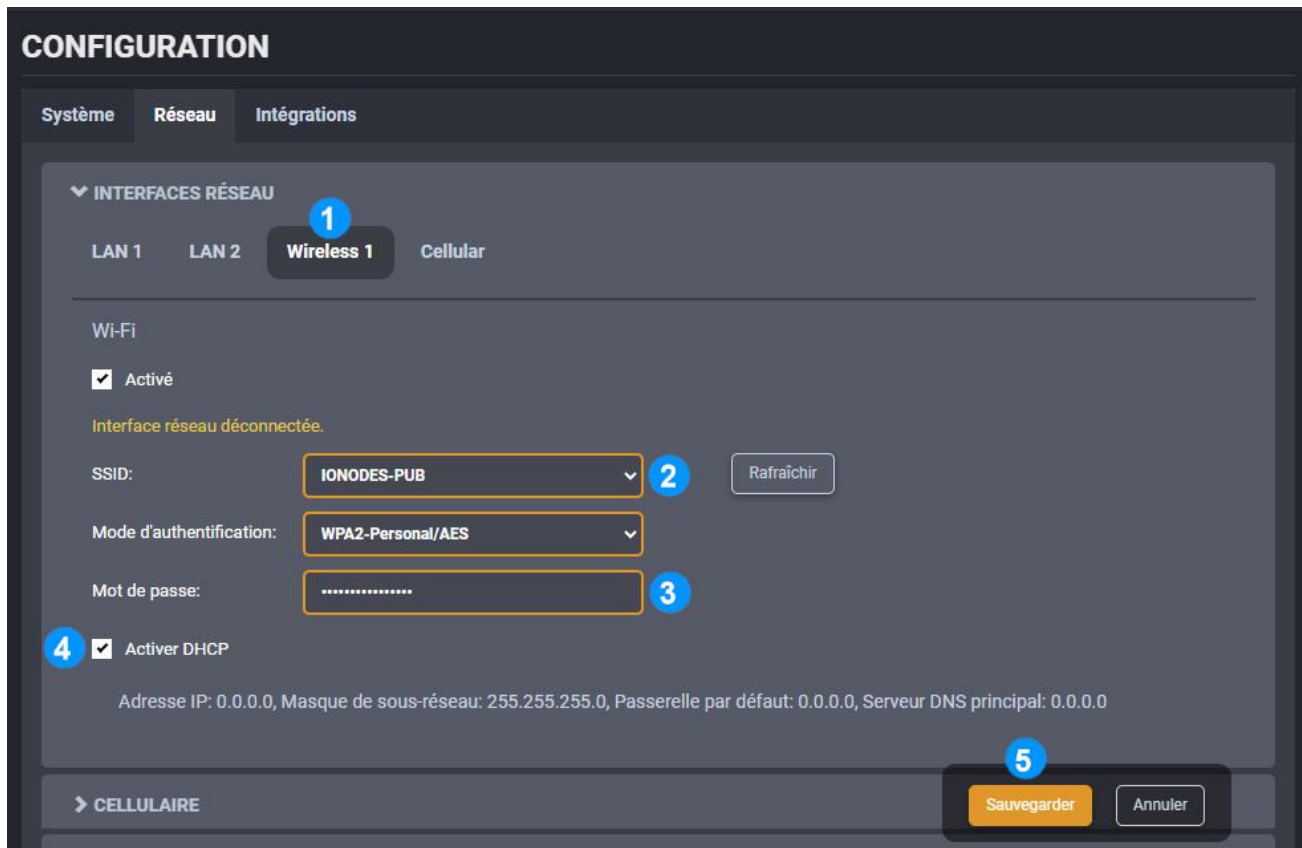 CONFIGURATION
Système Réseau Intégrations
INTERFACES RÉSEAU
1
LAN 1 LAN 2 Wireless 1 Cellular
Wi-Fi
Activé
Interface réseau déconnectée.
SSID: IONODES-PUB 2 Rafraîchir
Mode d'authentification: WPA2-Personal/AES
Mot de passe: •••••••••••••••• 3
4 Activer DHCP
Adresse IP: 0.0.0.0, Masque de sous-réseau: 255.255.255.0, Passerelle par défaut: 0.0.0.0, Serveur DNS principal: 0.0.0.0
5
CELLULAIRE Sauvegarder Annuler